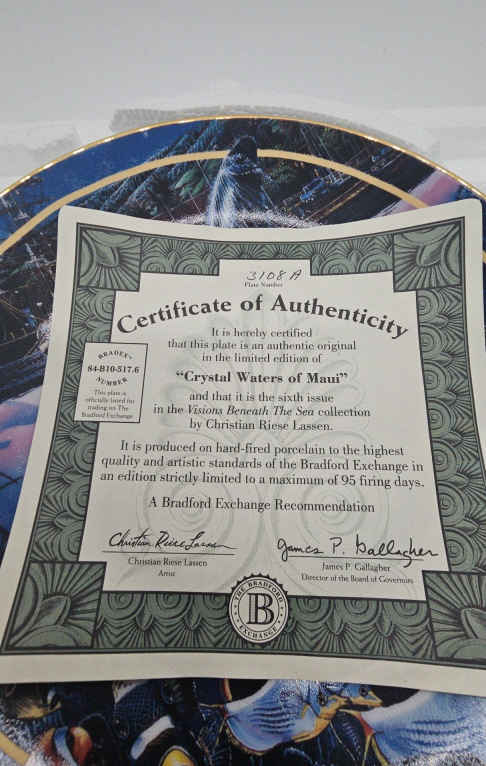 3108A
Plate Number
Certificate of Authenticity
It is hereby certified
that this plate is an authentic original
in the limited edition of
"Crystal Waters of Maui"
and that it is the sixth issue
in the Visions Beneath The Sea collection
by Christian Riese Lassen.
BRADEX
84-B10-517.6
NUMBER
This plate is
officially listed for
trading on The
Bradford Exchange
It is produced on hard-fired porcelain to the highest
quality and artistic standards of the Bradford Exchange in
an edition strictly limited to a maximum of 95 firing days.
A Bradford Exchange Recommendation
Christian Riese Lassen
Christian Riese Lassen
Artist
James P. Gallagher
James P. Gallagher
Director of the Board of Governors
THE BRADFORD
B
EXCHANGE